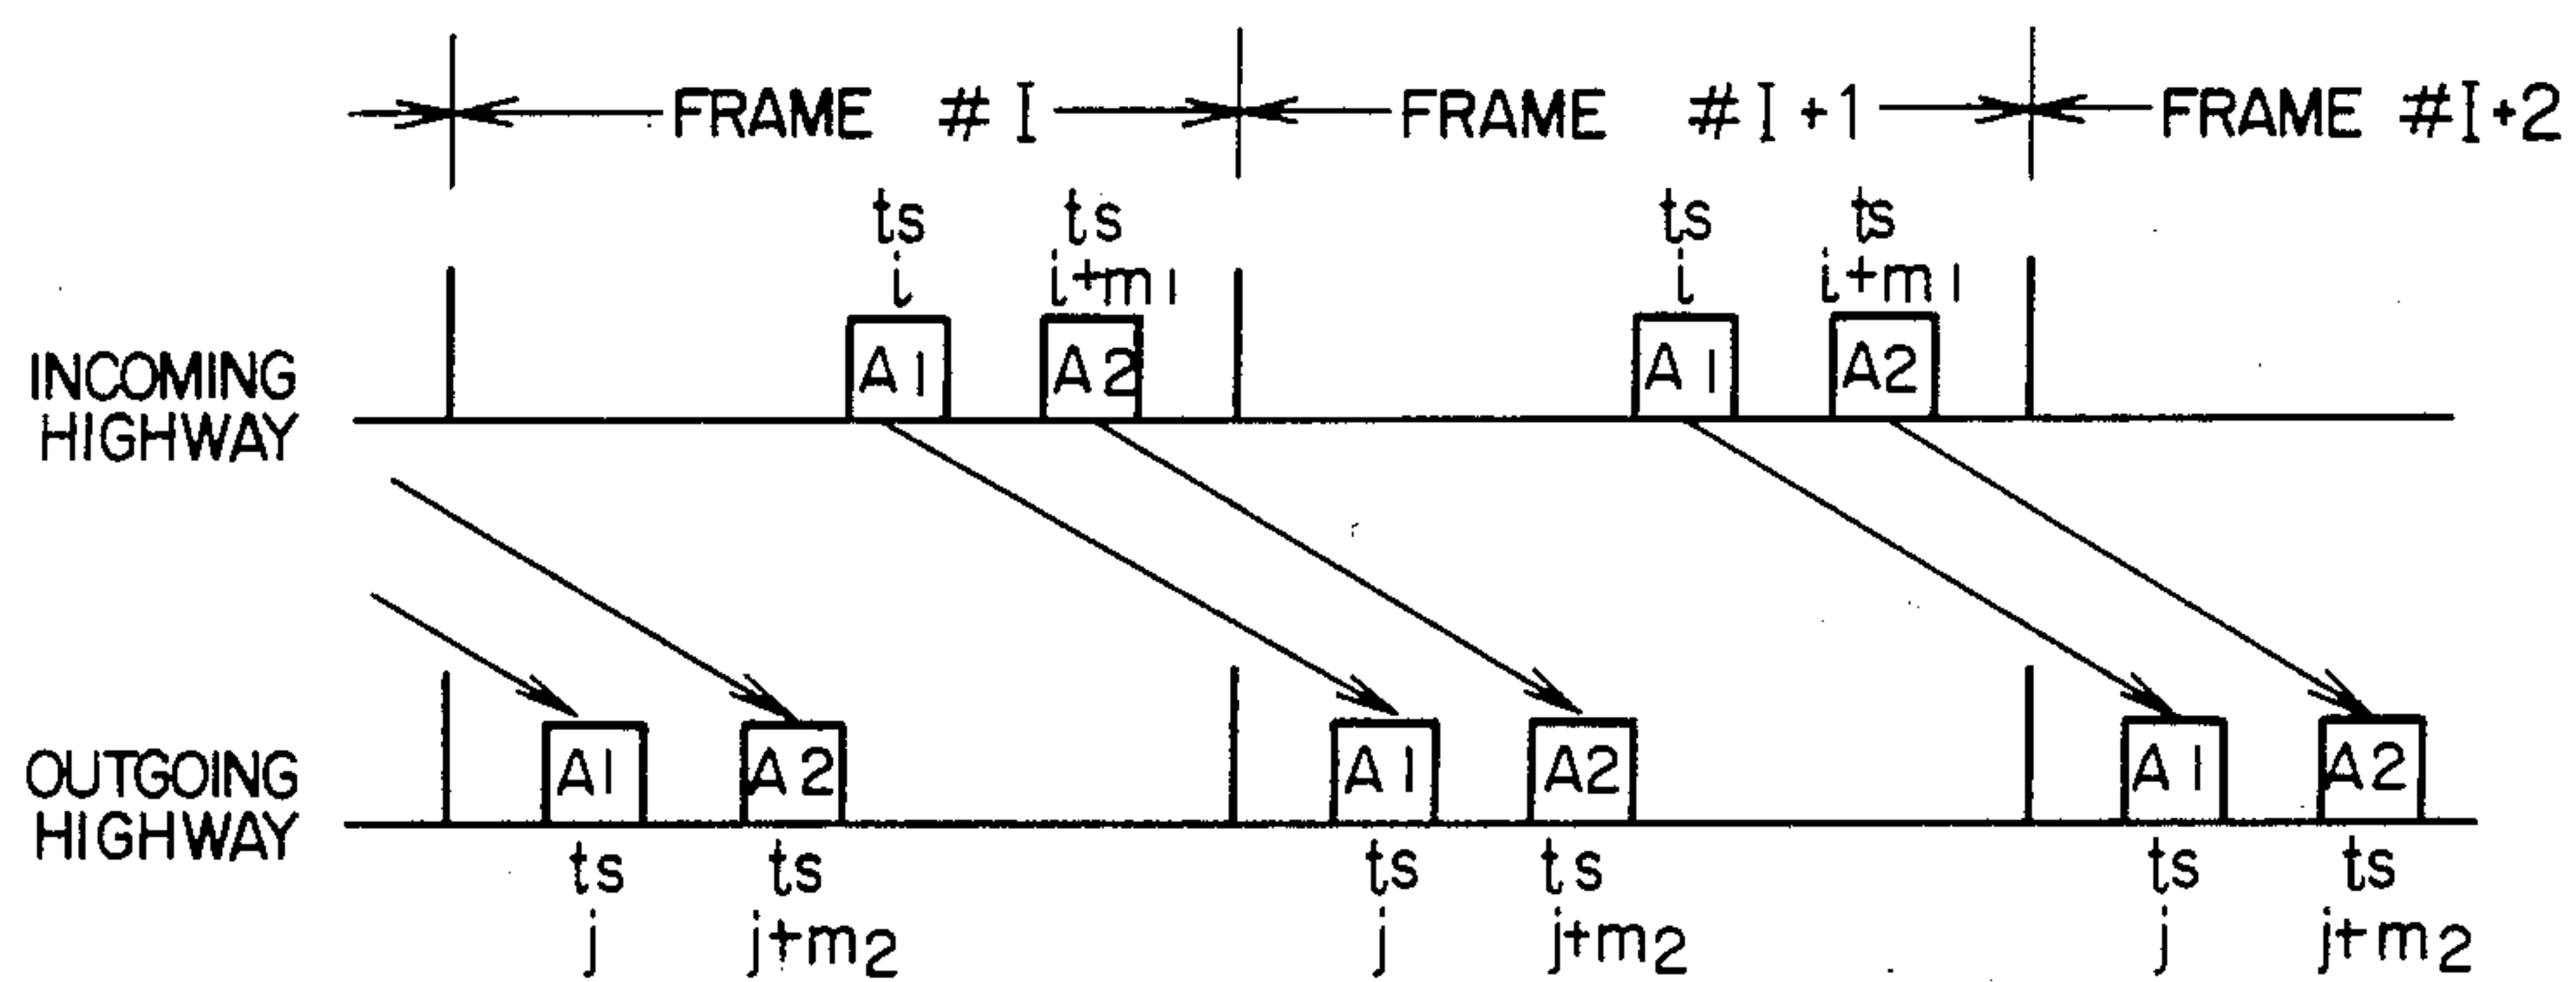 FRAME #I FRAME #I+1 FRAME #I+2
ts ts ts ts
i i+m1 i i+m1
INCOMING A1 A2 A1 A2
HIGHWAY
OUTGOING A1 A2 A1 A2 A1 A2
HIGHWAY
ts ts ts ts ts ts
j j+m2 j j+m2 j j+m2